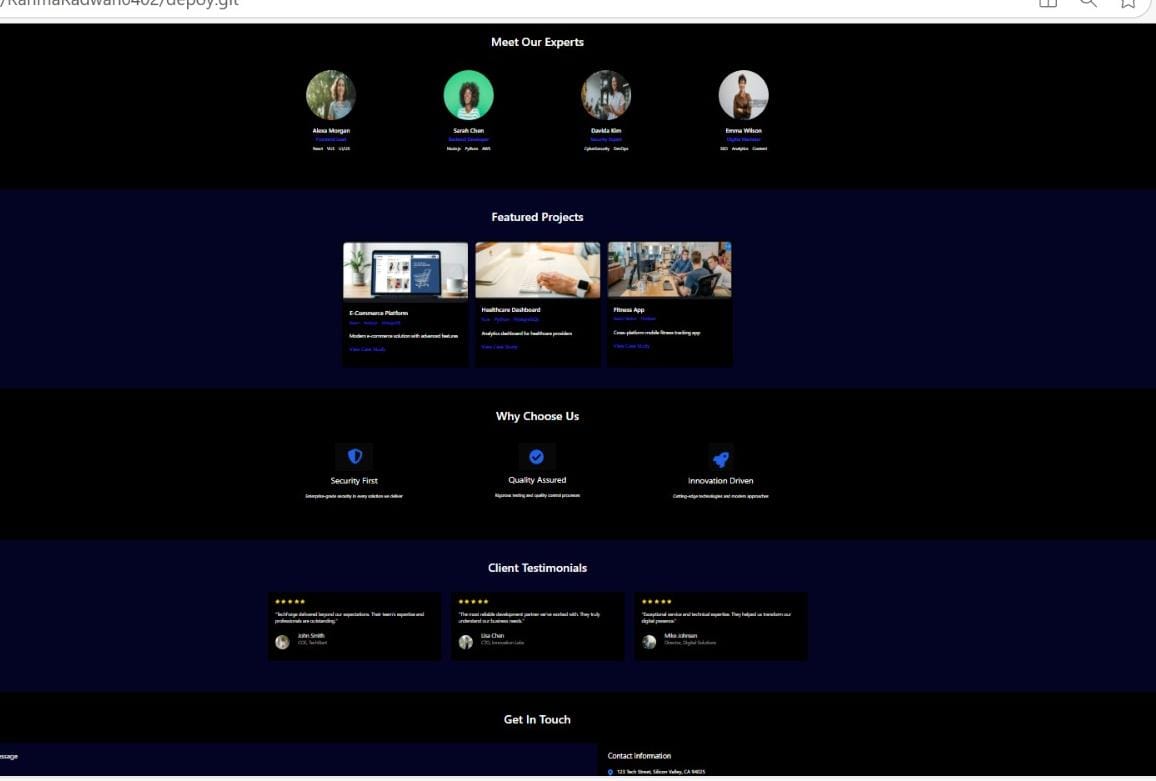 /RahmaRadwan0402/depoy.git
Meet Our Experts
Alexa Morgan
Sarah Chen
Davida Kim
Emma Wilson
Frontend Lead
Backend Developer
Security Expert
Digital Marketer
React VUE UI/UX
Node.js Python AWS
CyberSecurity DevOps
SEO Analytics Content
Featured Projects
E-Commerce Platform
Modern e-commerce solution with advanced features
View Case Study
Healthcare Dashboard
Vue Python PostgreSQL
Analytics dashboard for healthcare providers
View Case Study
Fitness App
React Native Firebase
Cross-platform mobile fitness tracking app
View Case Study
Why Choose Us
Security First
Quality Assured
Innovation Driven
Enterprise-grade security in every solution we deliver
Rigorous testing and quality control processes
Cutting-edge technologies and modern approaches
Client Testimonials
"TechForge delivered beyond our expectations. Their team's expertise and
professionals are outstanding."
John Smith
"The most reliable development partner we've worked with. They truly
understand our business needs."
Lisa Chen
CTO, Innovation Labs
"Exceptional service and technical expertise. They helped us transform our
digital presence."
Mike Johnson
Director, Digital Solutions
Get In Touch
essage
Contact Information
123 Tech Street, Silicon Valley, CA 94025